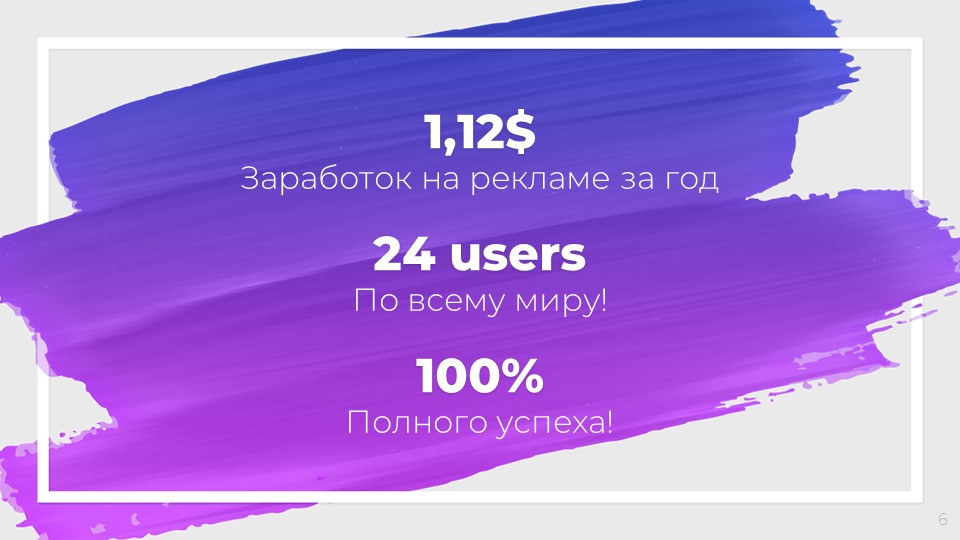 1,12$
Заработок на рекламе за год
24 users
По всему миру!
100%
Полного успеха!
6